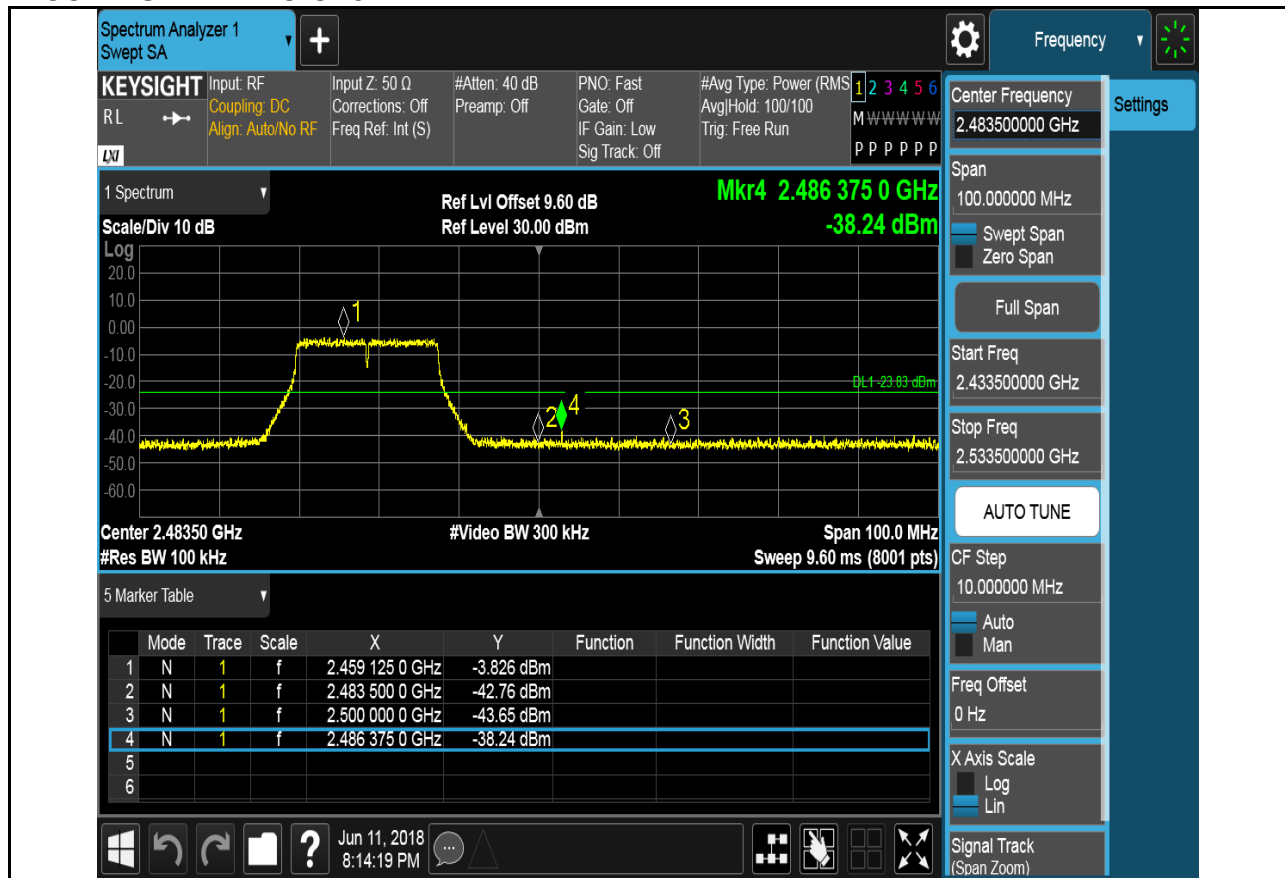 Spectrum Analyzer 1
Swept SA
+
Frequency
KEYSIGHT
RL
LXI
Input: RF
Coupling: DC
Align: Auto/No RF
Input Z: 50 Ω
Corrections: Off
Freq Ref: Int (S)
#Atten: 40 dB
Preamp: Off
PNO: Fast
Gate: Off
IF Gain: Low
Sig Track: Off
#Avg Type: Power (RMS
Avg|Hold: 100/100
Trig: Free Run
1 2 3 4 5 6
M W W W W W
P P P P P P
1 Spectrum
Scale/Div 10 dB
Ref Lvl Offset 9.60 dB
Ref Level 30.00 dBm
Mkr4 2.486 375 0 GHz
-38.24 dBm
Log
20.0
10.0
0.00
-10.0
-20.0
-30.0
-40.0
-50.0
-60.0
1
2
4
3
DL1 -23.83 dBm
Center 2.48350 GHz
#Video BW 300 kHz
Span 100.0 MHz
#Res BW 100 kHz
Sweep 9.60 ms (8001 pts)
5 Marker Table
Mode Trace Scale X Y Function Function Width Function Value
1 N 1 f 2.459 125 0 GHz -3.826 dBm
2 N 1 f 2.483 500 0 GHz -42.76 dBm
3 N 1 f 2.500 000 0 GHz -43.65 dBm
4 N 1 f 2.486 375 0 GHz -38.24 dBm
5
6
?
Jun 11, 2018
8:14:19 PM
Center Frequency
2.483500000 GHz
Settings
Span
100.000000 MHz
Swept Span
Zero Span
Full Span
Start Freq
2.433500000 GHz
Stop Freq
2.533500000 GHz
AUTO TUNE
CF Step
10.000000 MHz
Auto
Man
Freq Offset
0 Hz
X Axis Scale
Log
Lin
Signal Track
(Span Zoom)